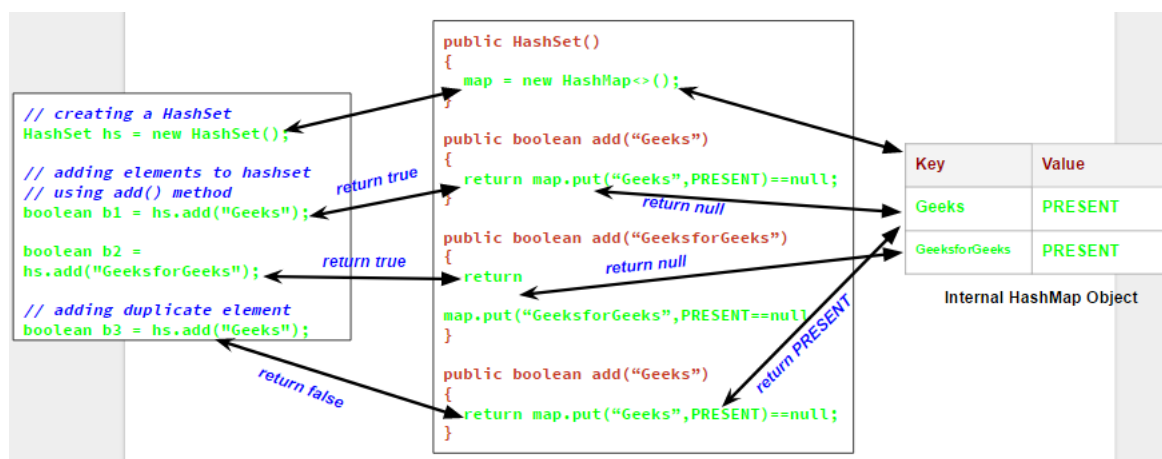 // creating a HashSet
HashSet hs = new HashSet();
// adding elements to hashset
// using add() method
boolean b1 = hs.add("Geeks");
boolean b2 =
hs.add("GeeksforGeeks");
// adding duplicate element
boolean b3 = hs.add("Geeks");
return true
return true
return false
public HashSet()
{
map = new HashMap<>();
}
public boolean add(“Geeks”)
{
return map.put(“Geeks”,PRESENT)==null;
}
public boolean add(“GeeksforGeeks”)
{
return
map.put(“GeeksforGeeks”,PRESENT==null
}
public boolean add(“Geeks”)
{
return map.put(“Geeks”,PRESENT)==null;
}
return null
return null
return PRESENT
Key Value
Geeks PRESENT
GeeksforGeeks PRESENT
Internal HashMap Object